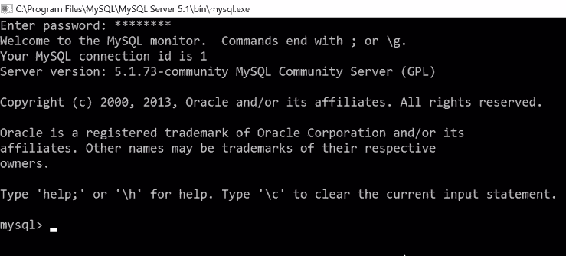 C:\Program Files\MySQL\MySQL Server 5.1\bin\mysql.exe
Enter password: ********
Welcome to the MySQL monitor.  Commands end with ; or \g.
Your MySQL connection id is 1
Server version: 5.1.73-community MySQL Community Server (GPL)
Copyright (c) 2000, 2013, Oracle and/or its affiliates. All rights reserved.
Oracle is a registered trademark of Oracle Corporation and/or its
affiliates. Other names may be trademarks of their respective
owners.
Type 'help;' or '\h' for help. Type '\c' to clear the current input statement.
mysql> _